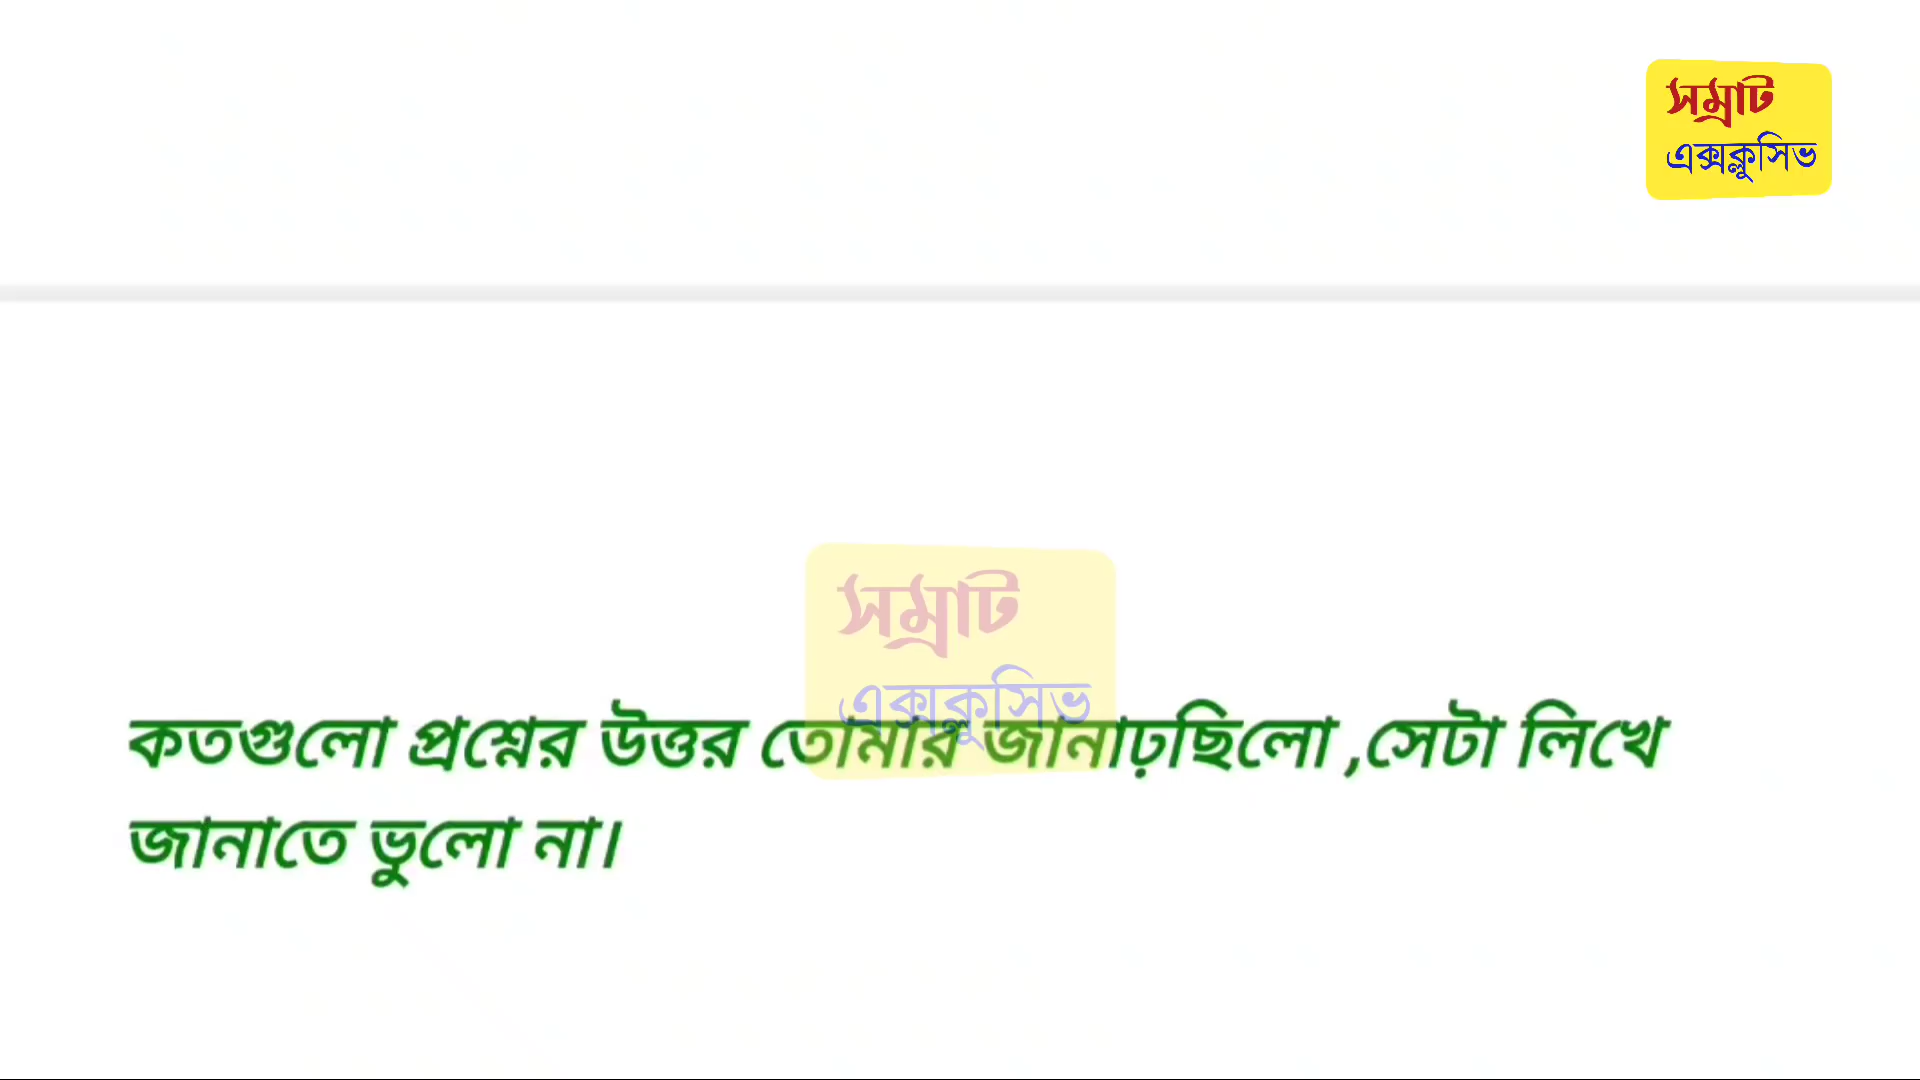 সম্রাট
এক্সক্লুসিভ
সম্রাট
এক্সক্লুসিভ
কতগুলো প্রশ্নের উত্তর তোমার জানাঢ়ছিলো ,সেটা লিখে
জানাতে ভুলো না।